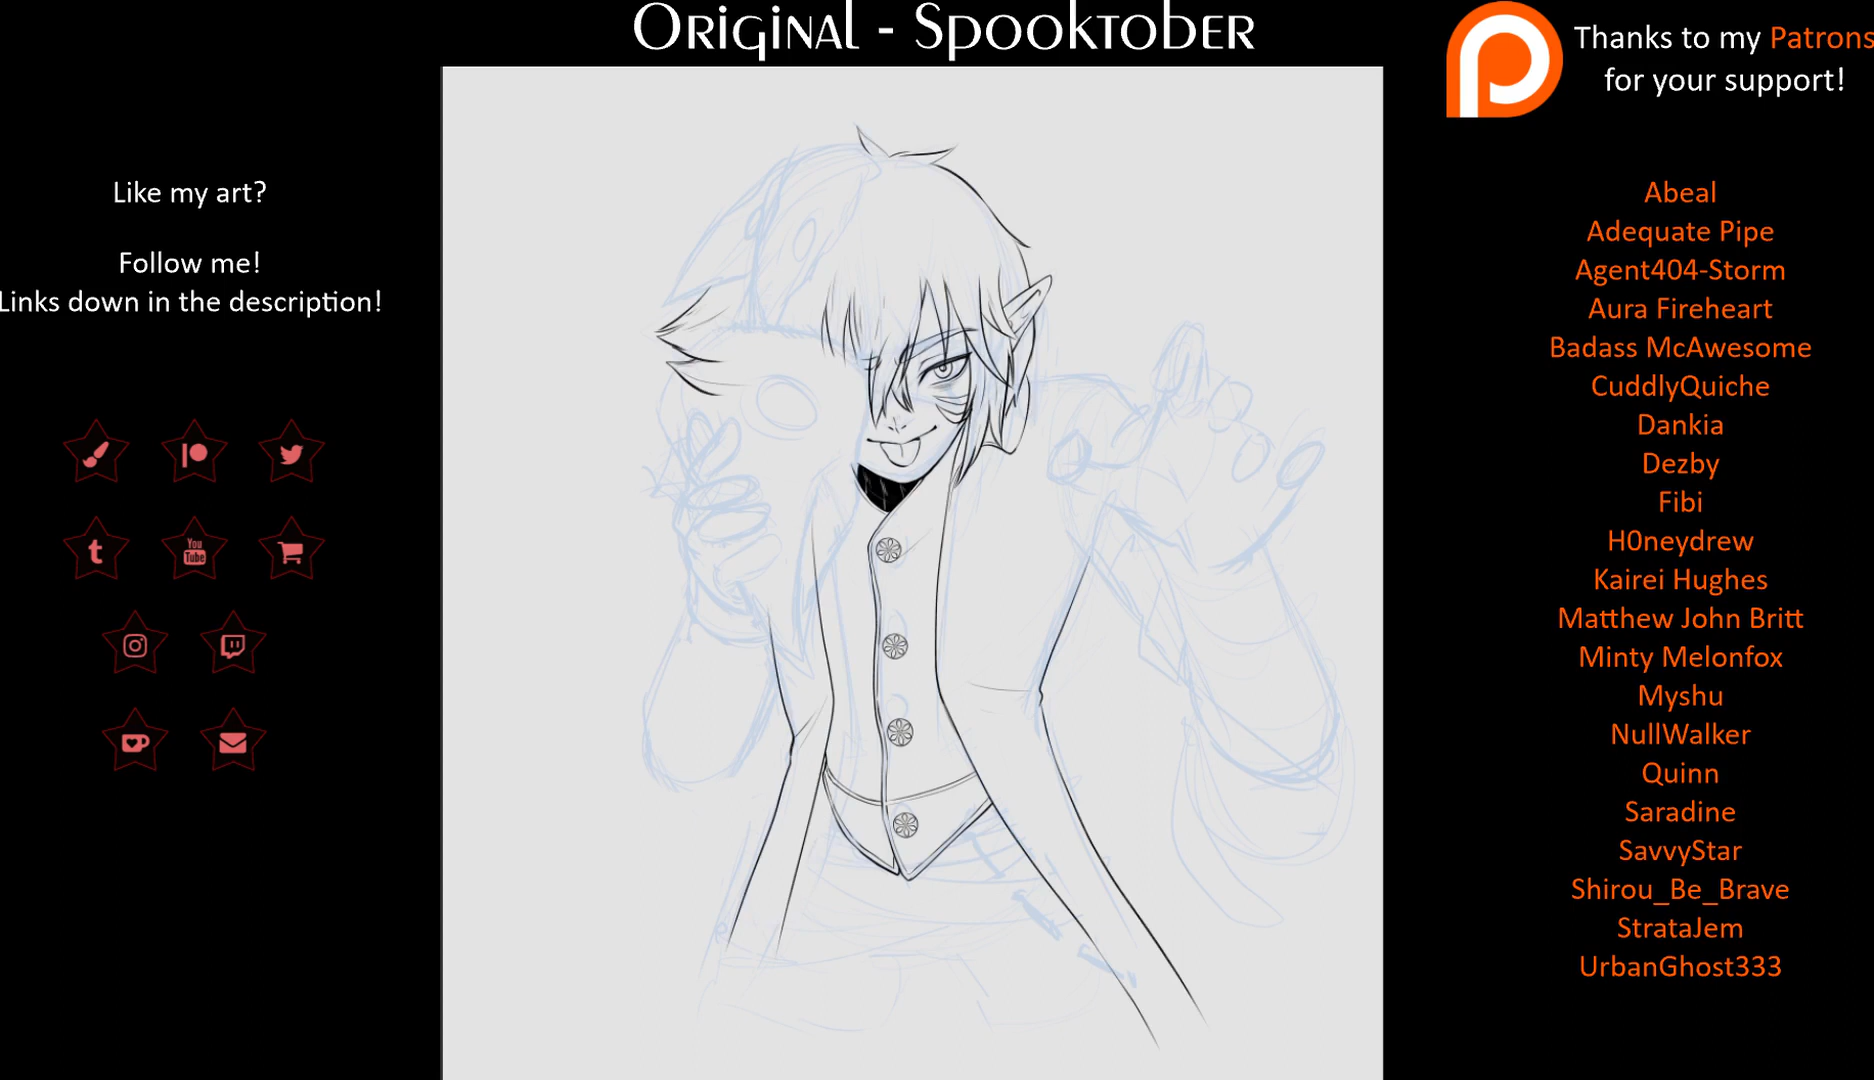 Original - Spooktober
Thanks to my Patrons
for your support!
Like my art?
Follow me!
Links down in the description!
You
Tube
Abeal
Adequate Pipe
Agent404-Storm
Aura Fireheart
Badass McAwesome
CuddlyQuiche
Dankia
Dezby
Fibi
H0neydrew
Kairei Hughes
Matthew John Britt
Minty Melonfox
Myshu
NullWalker
Quinn
Saradine
SavvyStar
Shirou_Be_Brave
StrataJem
UrbanGhost333